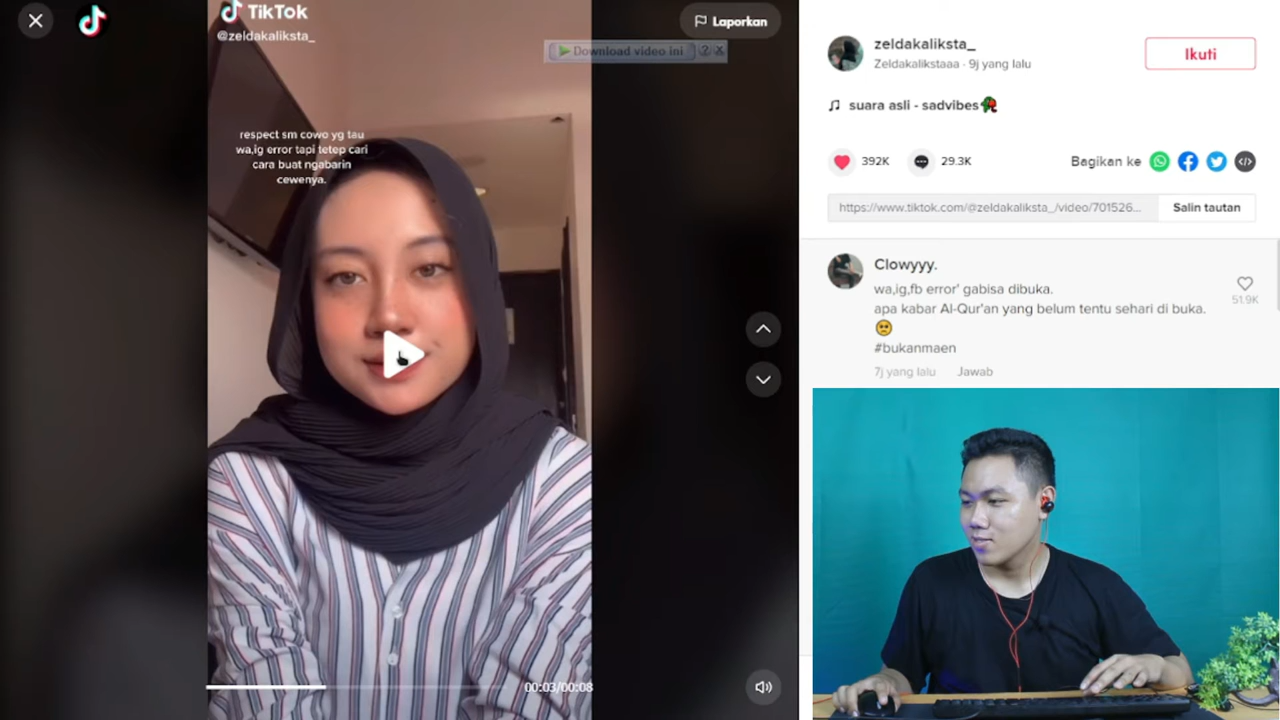 TikTok
@zeldakaliksta_
Laporkan
Download video ini
respect sm cowo yg tau
wa,ig error tapi tetep cari
cara buat ngabarin
cewenya.
00:03/00:08
zeldakaliksta_
Zeldakalikstaaa · 9j yang lalu
Ikuti
suara asli - sadvibes🥀
392K
29.3K
Bagikan ke
https://www.tiktok.com/@zeldakaliksta_/video/701526...
Salin tautan
Clowyyy.
wa,ig,fb error' gabisa dibuka.
apa kabar Al-Qur'an yang belum tentu sehari di buka.
🥺
#bukanmaen
51.9K
7j yang lalu
Jawab